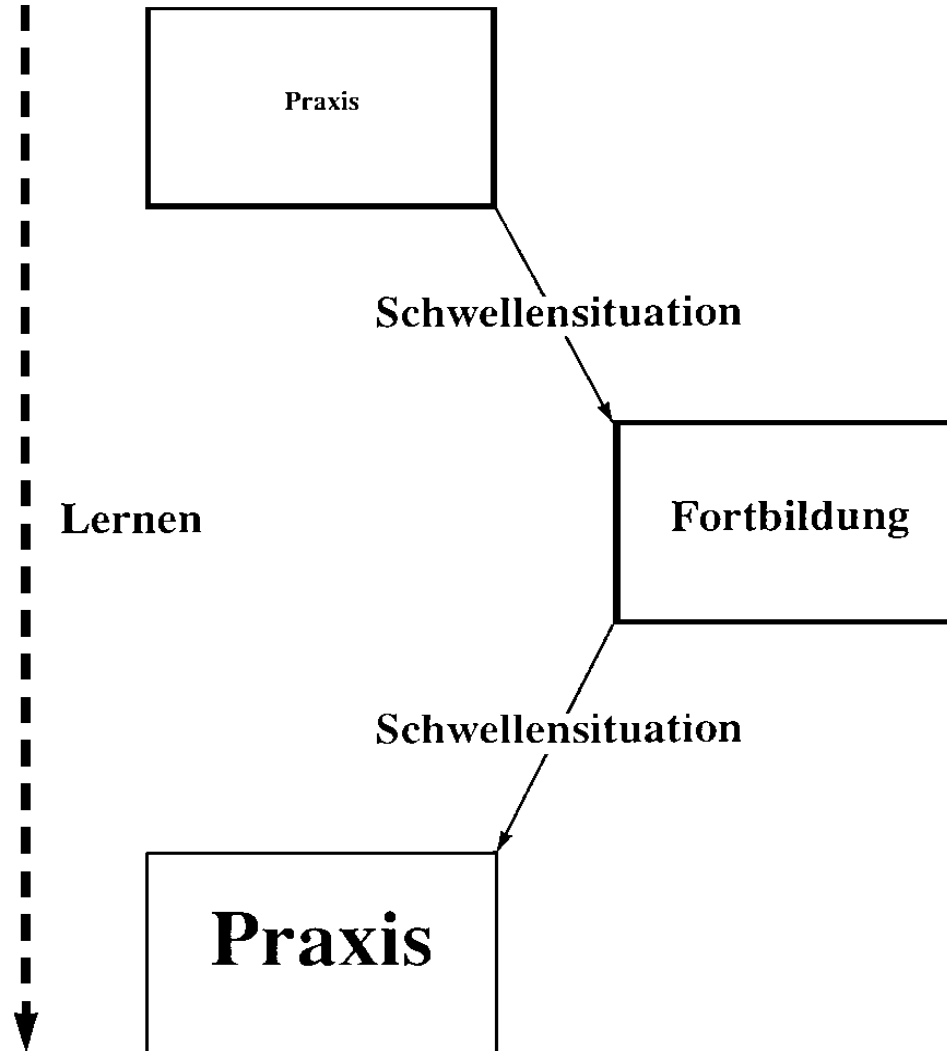 Praxis
Schwellensituation
Lernen
Fortbildung
Schwellensituation
Praxis